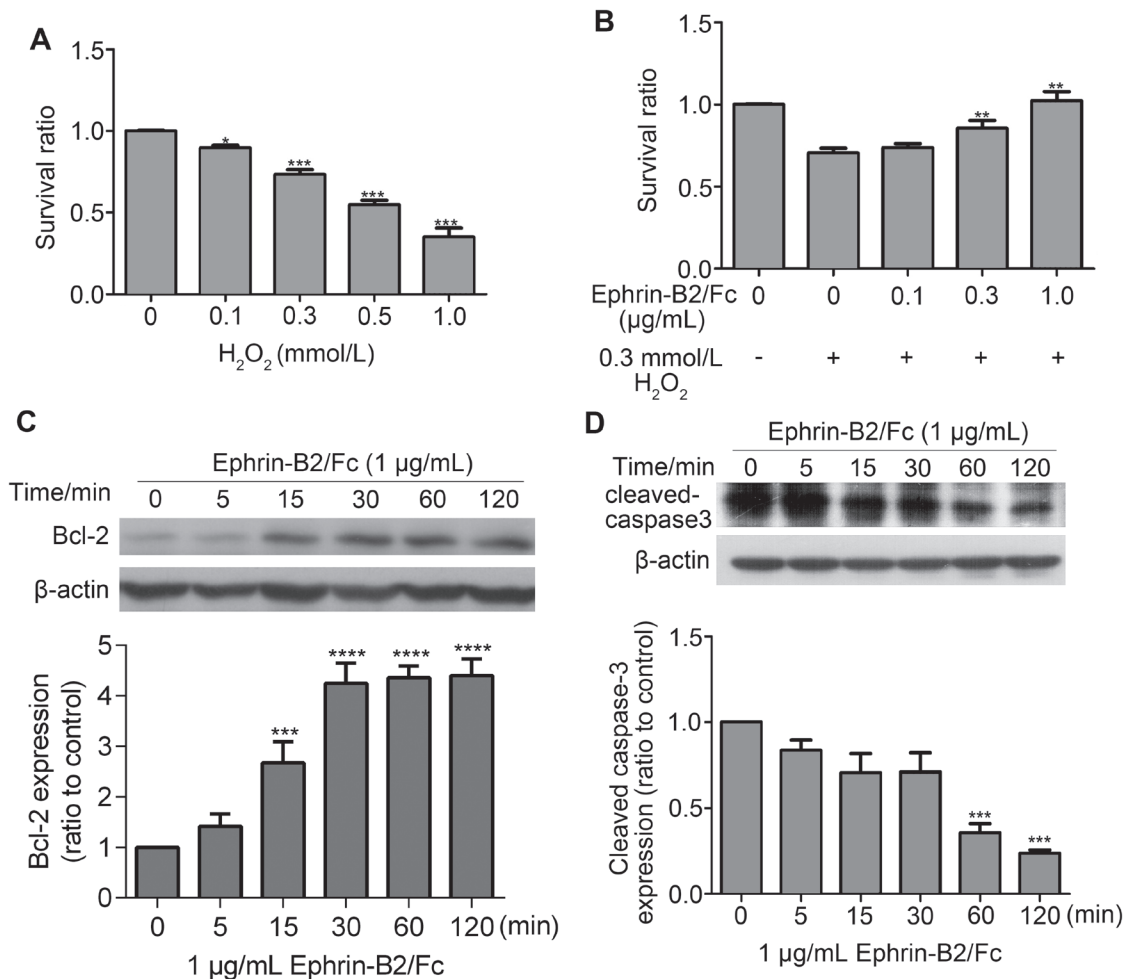 A
Survival ratio
1.5
1.0
0.5
0.0
*
***
***
***
0 0.1 0.3 0.5 1.0
H₂O₂ (mmol/L)
B
Survival ratio
1.5
1.0
0.5
0.0
**
**
Ephrin-B2/Fc 0 0 0.1 0.3 1.0
(µg/mL)
0.3 mmol/L - + + + +
H₂O₂
C
Ephrin-B2/Fc (1 µg/mL)
Time/min 0 5 15 30 60 120
Bcl-2
β-actin
Bcl-2 expression
(ratio to control)
5
4
3
2
1
0
***
****
****
****
0 5 15 30 60 120 (min)
1 µg/mL Ephrin-B2/Fc
D
Ephrin-B2/Fc (1 µg/mL)
Time/min 0 5 15 30 60 120
cleaved-
caspase3
β-actin
Cleaved caspase-3
expression (ratio to control)
1.5
1.0
0.5
0.0
***
***
0 5 15 30 60 120 (min)
1 µg/mL Ephrin-B2/Fc